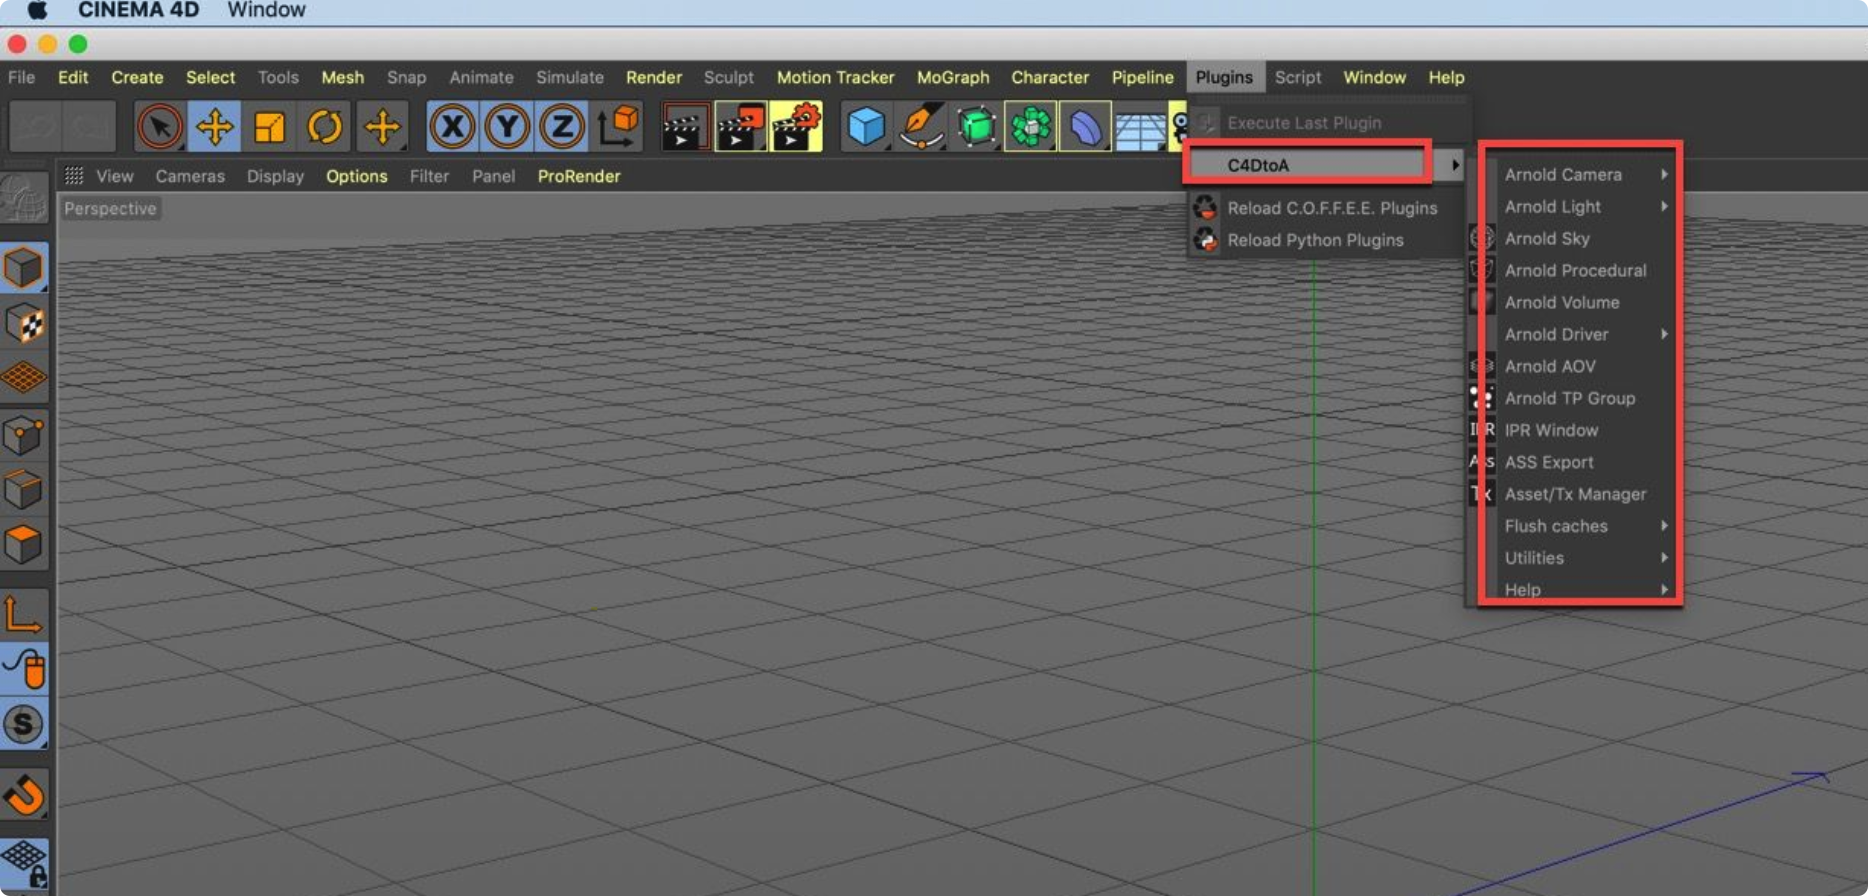 CINEMA 4D Window
File Edit Create Select Tools Mesh Snap Animate Simulate Render Sculpt Motion Tracker MoGraph Character Pipeline Plugins Script Window Help
X Y Z
Execute Last Plugin
C4DtoA
Reload C.O.F.F.E.E. Plugins
Reload Python Plugins
View Cameras Display Options Filter Panel ProRender
Perspective
Arnold Camera
Arnold Light
Arnold Sky
Arnold Procedural
Arnold Volume
Arnold Driver
Arnold AOV
Arnold TP Group
IPR IPR Window
Ass ASS Export
Tx Asset/Tx Manager
Flush caches
Utilities
Help
S